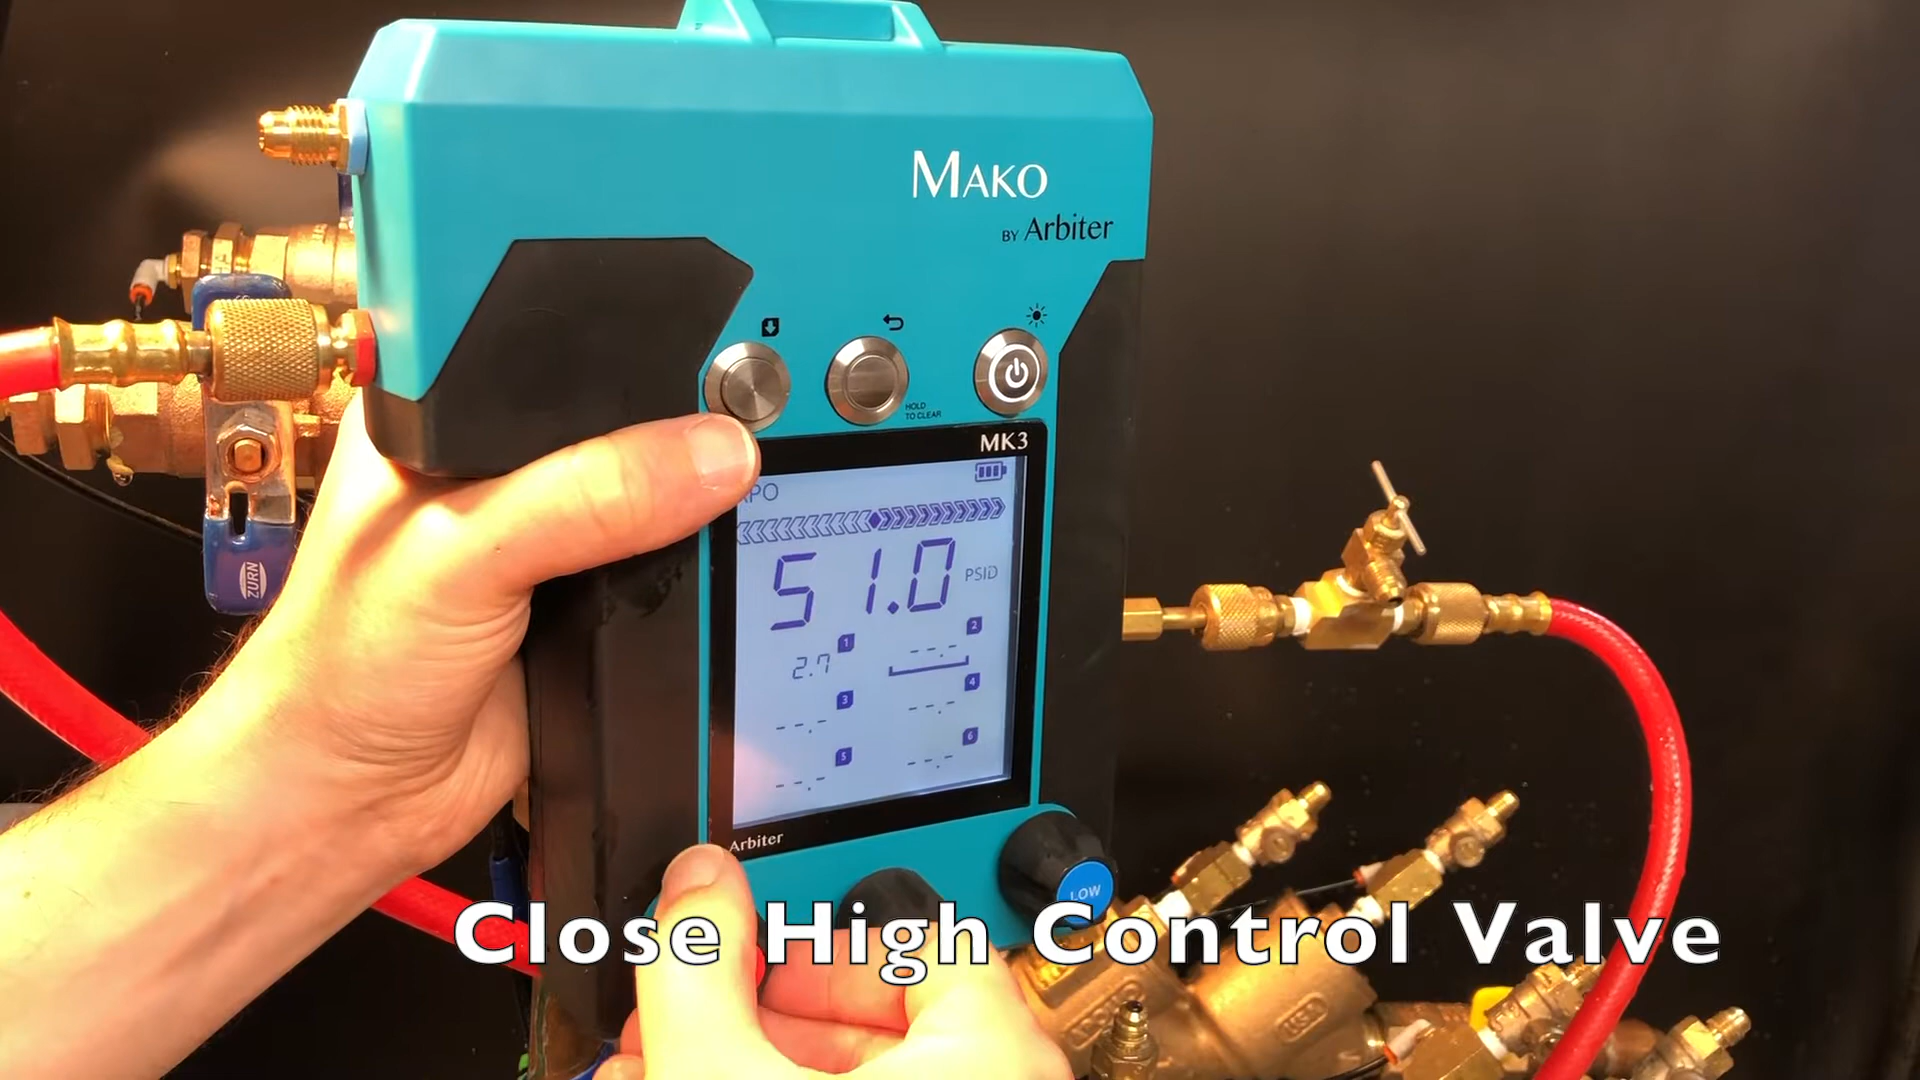 MAKO
BY Arbiter
HOLD
TO CLEAR
MK3
PO
51.0 PSID
1
2
2.7
--.-
3
4
--.-
--.-
5
6
--.-
--.-
Arbiter
LOW
ZURN
Close High Control Valve